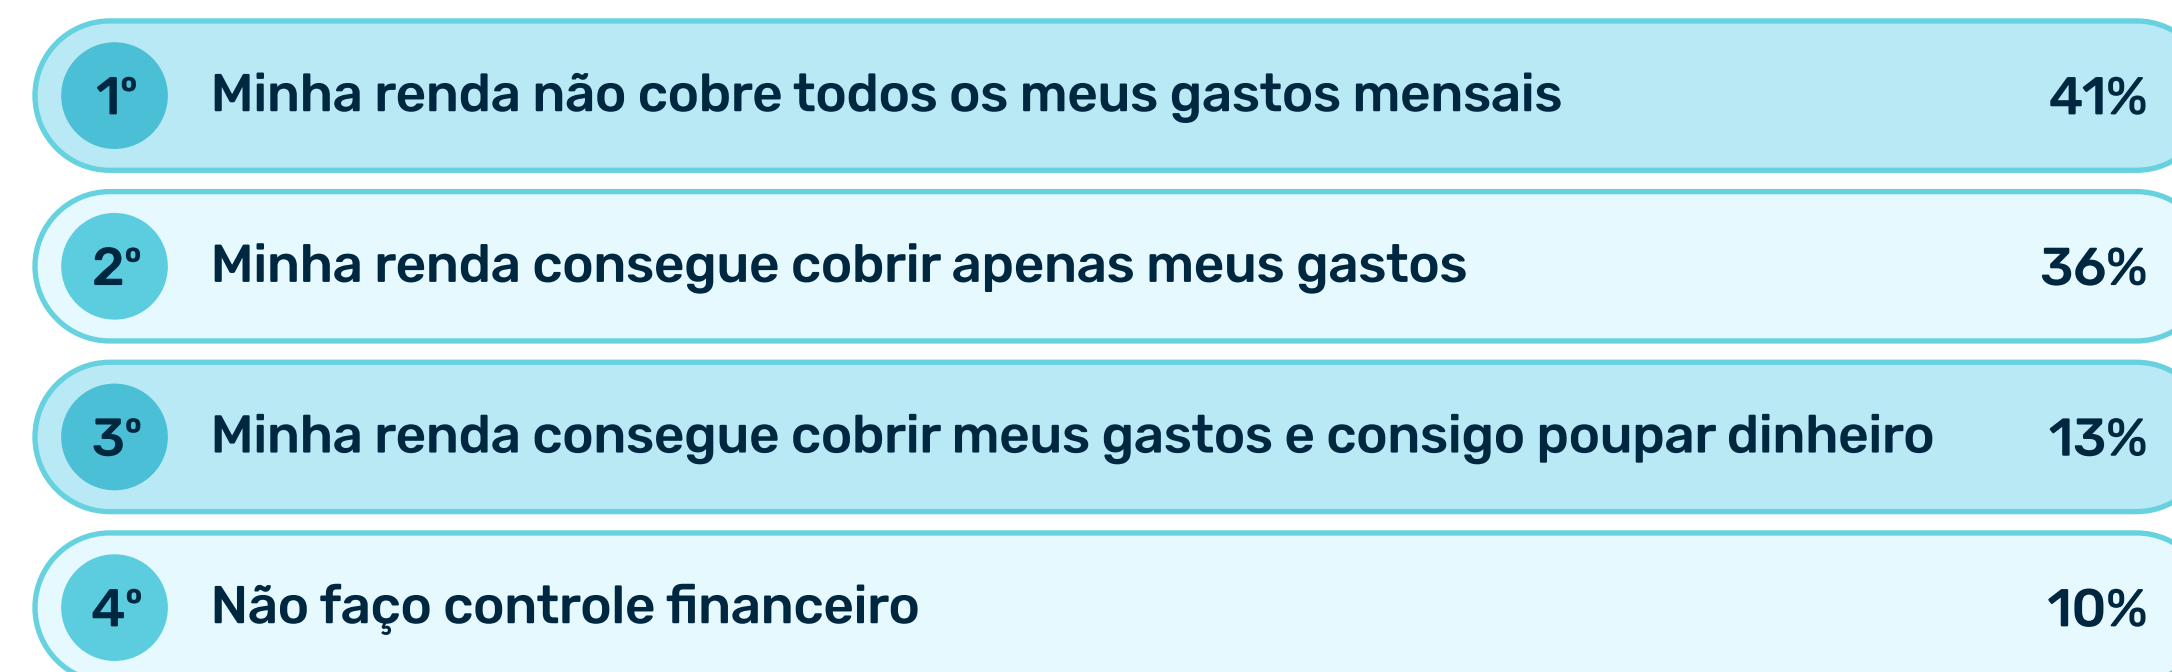 1º Minha renda não cobre todos os meus gastos mensais 41%
2º Minha renda consegue cobrir apenas meus gastos 36%
3º Minha renda consegue cobrir meus gastos e consigo poupar dinheiro 13%
4º Não faço controle financeiro 10%